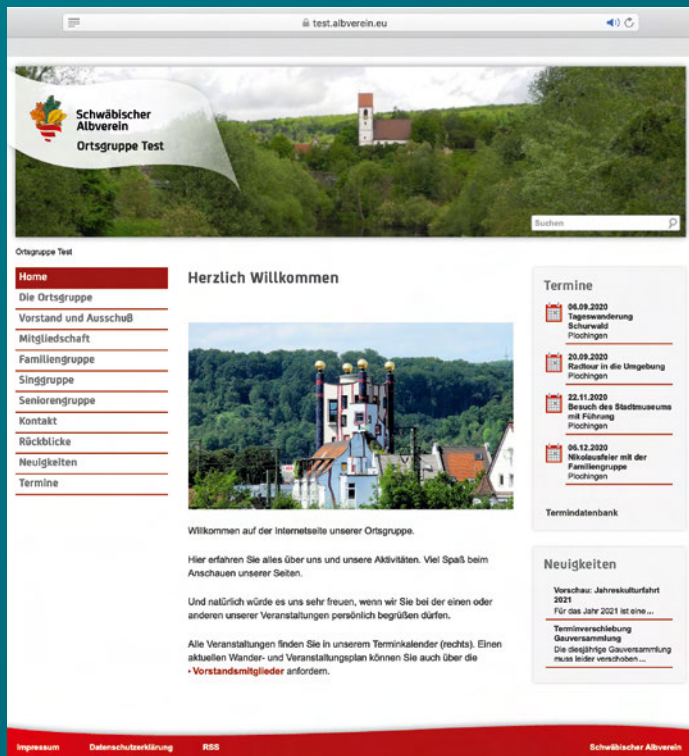 test.albverein.eu
Schwäbischer
Albverein
Ortsgruppe Test
Suchen
Ortsgruppe Test
Home
Die Ortsgruppe
Vorstand und Ausschuß
Mitgliedschaft
Familiengruppe
Singgruppe
Seniorengruppe
Kontakt
Rückblicke
Neuigkeiten
Termine
Herzlich Willkommen
Willkommen auf der Internetseite unserer Ortsgruppe.
Hier erfahren Sie alles über uns und unsere Aktivitäten. Viel Spaß beim
Anschauen unserer Seiten.
Und natürlich würde es uns sehr freuen, wenn wir Sie bei der einen oder
anderen unserer Veranstaltungen persönlich begrüßen dürfen.
Alle Veranstaltungen finden Sie in unserem Terminkalender (rechts). Einen
aktuellen Wander- und Veranstaltungsplan können Sie auch über die
Vorstandsmitglieder anfordern.
Termine
06.09.2020
Tageswanderung
Schurwald
Plochingen
20.09.2020
Radtour in die Umgebung
Plochingen
22.11.2020
Besuch des Stadtmuseums
mit Führung
Plochingen
06.12.2020
Nikolausfeier mit der
Familiengruppe
Plochingen
Termindatenbank
Neuigkeiten
Vorschau: Jahreskulturfahrt
2021
Für das Jahr 2021 ist eine ...
Terminverschiebung
Gauversammlung
Die diesjährige Gauversammlung
muss leider verschoben ...
Impressum Datenschutzerklärung RSS Schwäbischer Albverein